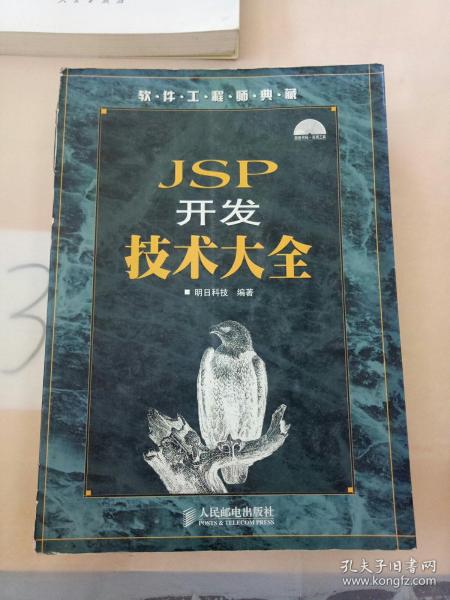 软·件·工·程·师·典·藏
JSP
开发
技术大全
■ 明日科技 编著
人民邮电出版社
POSTS & TELECOM PRESS
3
孔夫子旧书网
www.kongfz.com